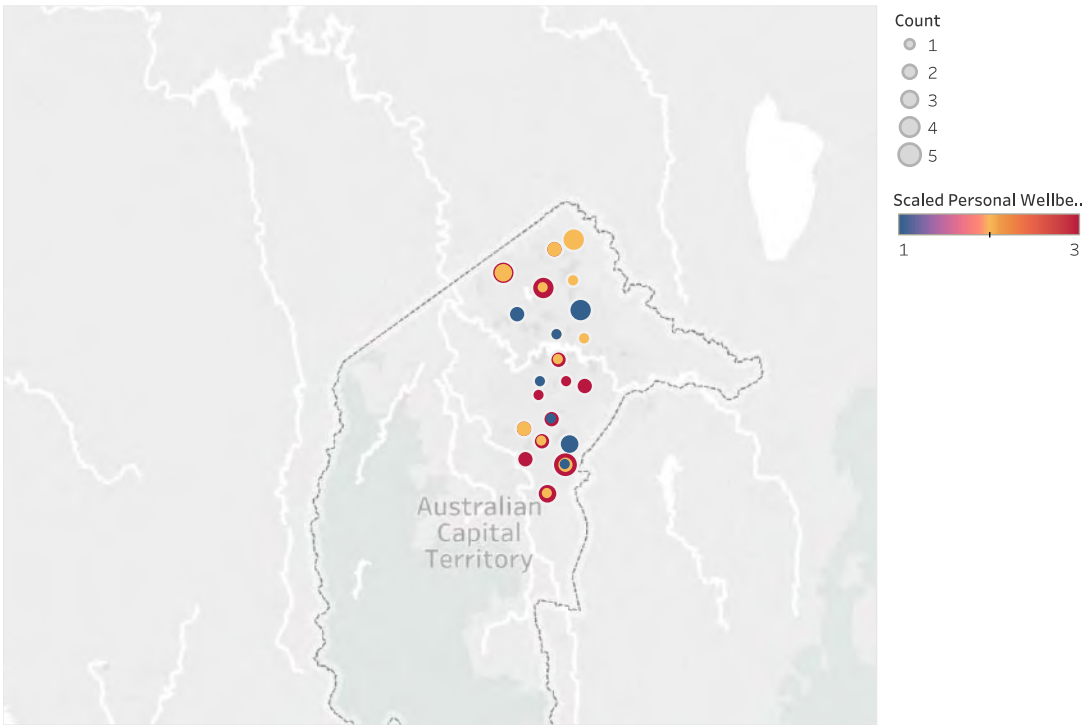 Count
1
2
3
4
5
Scaled Personal Wellbe..
1 3
Australian
Capital
Territory